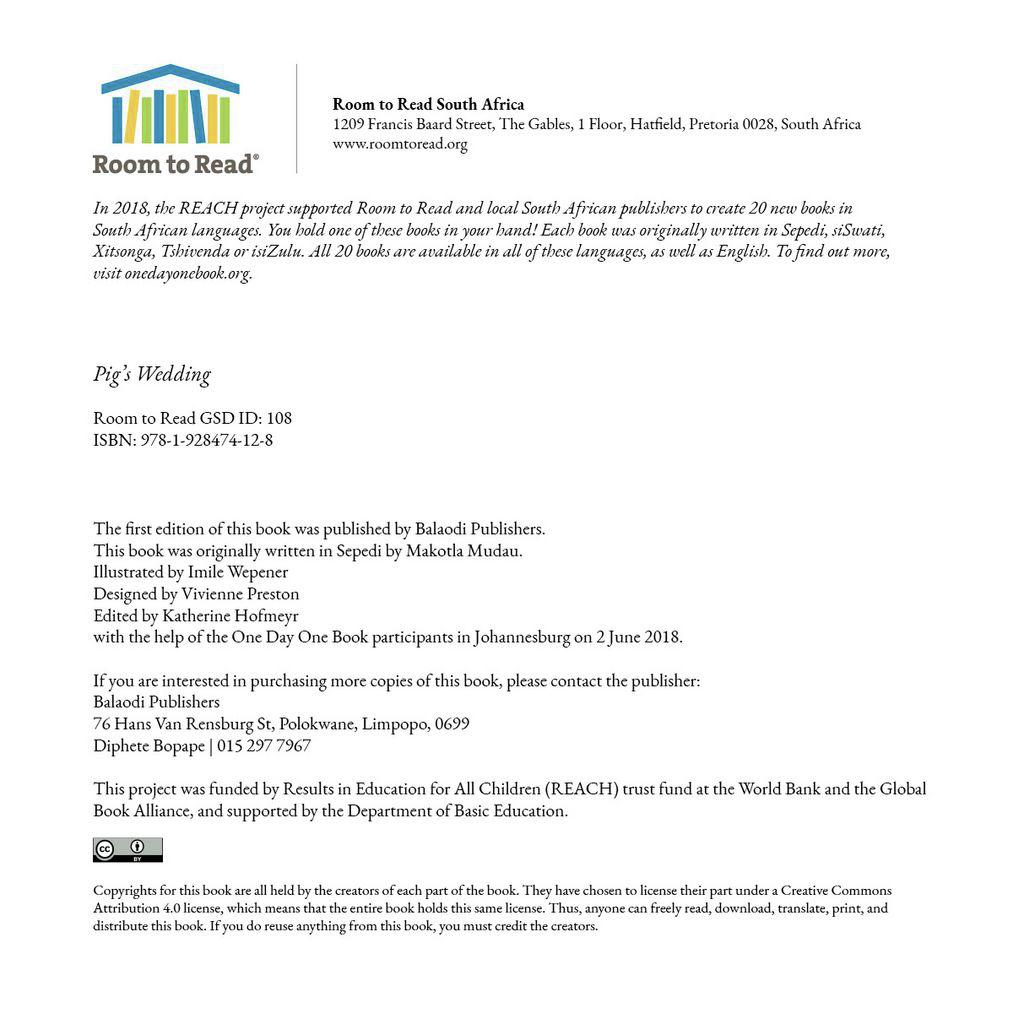 Room to Read®
Room to Read South Africa
1209 Francis Baard Street, The Gables, 1 Floor, Hatfield, Pretoria 0028, South Africa
www.roomtoread.org
In 2018, the REACH project supported Room to Read and local South African publishers to create 20 new books in
South African languages. You hold one of these books in your hand! Each book was originally written in Sepedi, siSwati,
Xitsonga, Tshivenda or isiZulu. All 20 books are available in all of these languages, as well as English. To find out more,
visit onedayonebook.org.
Pig’s Wedding
Room to Read GSD ID: 108
ISBN: 978-1-928474-12-8
The first edition of this book was published by Balaodi Publishers.
This book was originally written in Sepedi by Makotla Mudau.
Illustrated by Imile Wepener
Designed by Vivienne Preston
Edited by Katherine Hofmeyr
with the help of the One Day One Book participants in Johannesburg on 2 June 2018.
If you are interested in purchasing more copies of this book, please contact the publisher:
Balaodi Publishers
76 Hans Van Rensburg St, Polokwane, Limpopo, 0699
Diphete Bopape | 015 297 7967
This project was funded by Results in Education for All Children (REACH) trust fund at the World Bank and the Global
Book Alliance, and supported by the Department of Basic Education.
cc
BY
Copyrights for this book are all held by the creators of each part of the book. They have chosen to license their part under a Creative Commons
Attribution 4.0 license, which means that the entire book holds this same license. Thus, anyone can freely read, download, translate, print, and
distribute this book. If you do reuse anything from this book, you must credit the creators.